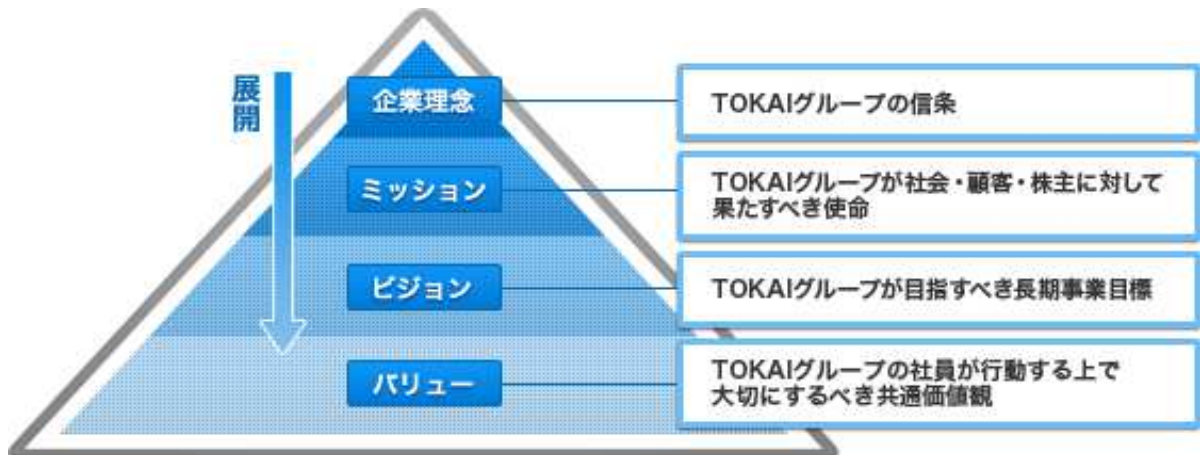 展開
企業理念
TOKAIグループの信条
ミッション
TOKAIグループが社会・顧客・株主に対して
果たすべき使命
ビジョン
TOKAIグループが目指すべき長期事業目標
バリュー
TOKAIグループの社員が行動する上で
大切にするべき共通価値観